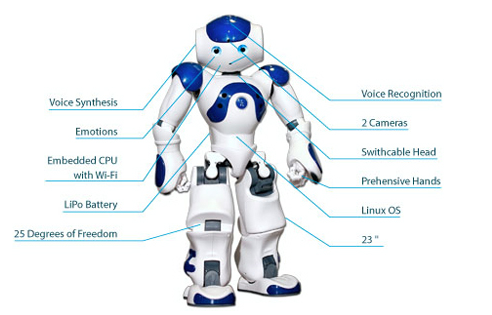 Voice Synthesis
Emotions
Embedded CPU
with Wi-Fi
LiPo Battery
25 Degrees of Freedom
Voice Recognition
2 Cameras
Swithcable Head
Prehensive Hands
Linux OS
23 "